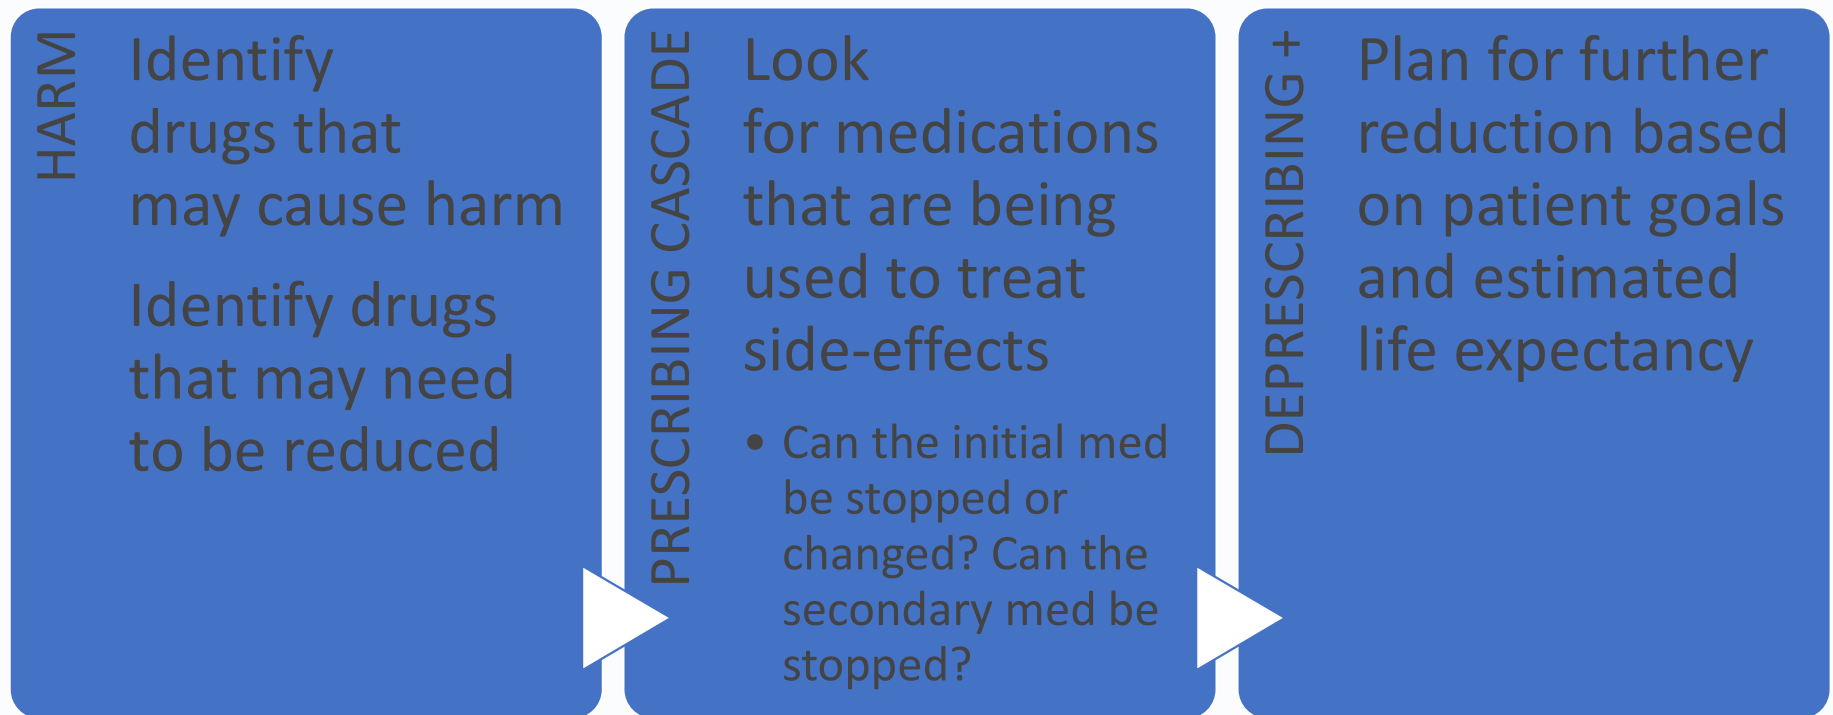 HARM
Identify
drugs that
may cause harm
Identify drugs
that may need
to be reduced
PRESCRIBING CASCADE
Look
for medications
that are being
used to treat
side-effects
• Can the initial med
be stopped or
changed? Can the
secondary med be
stopped?
DEPRESCRIBING +
Plan for further
reduction based
on patient goals
and estimated
life expectancy